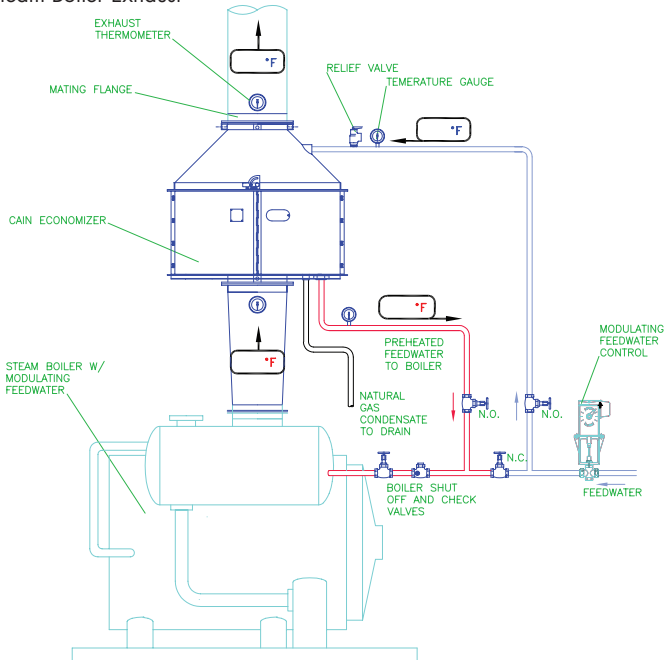 Steam Boiler Exhaust
EXHAUST
THERMOMETER
°F
MATING FLANGE
RELIEF VALVE
TEMERATURE GAUGE
°F
CAIN ECONOMIZER
°F
PREHEATED
FEEDWATER
TO BOILER
MODULATING
FEEDWATER
CONTROL
STEAM BOILER W/
MODULATING
FEEDWATER
°F
NATURAL
GAS
CONDENSATE
TO DRAIN
N.O.
N.O.
N.C.
BOILER SHUT
OFF AND CHECK
VALVES
FEEDWATER